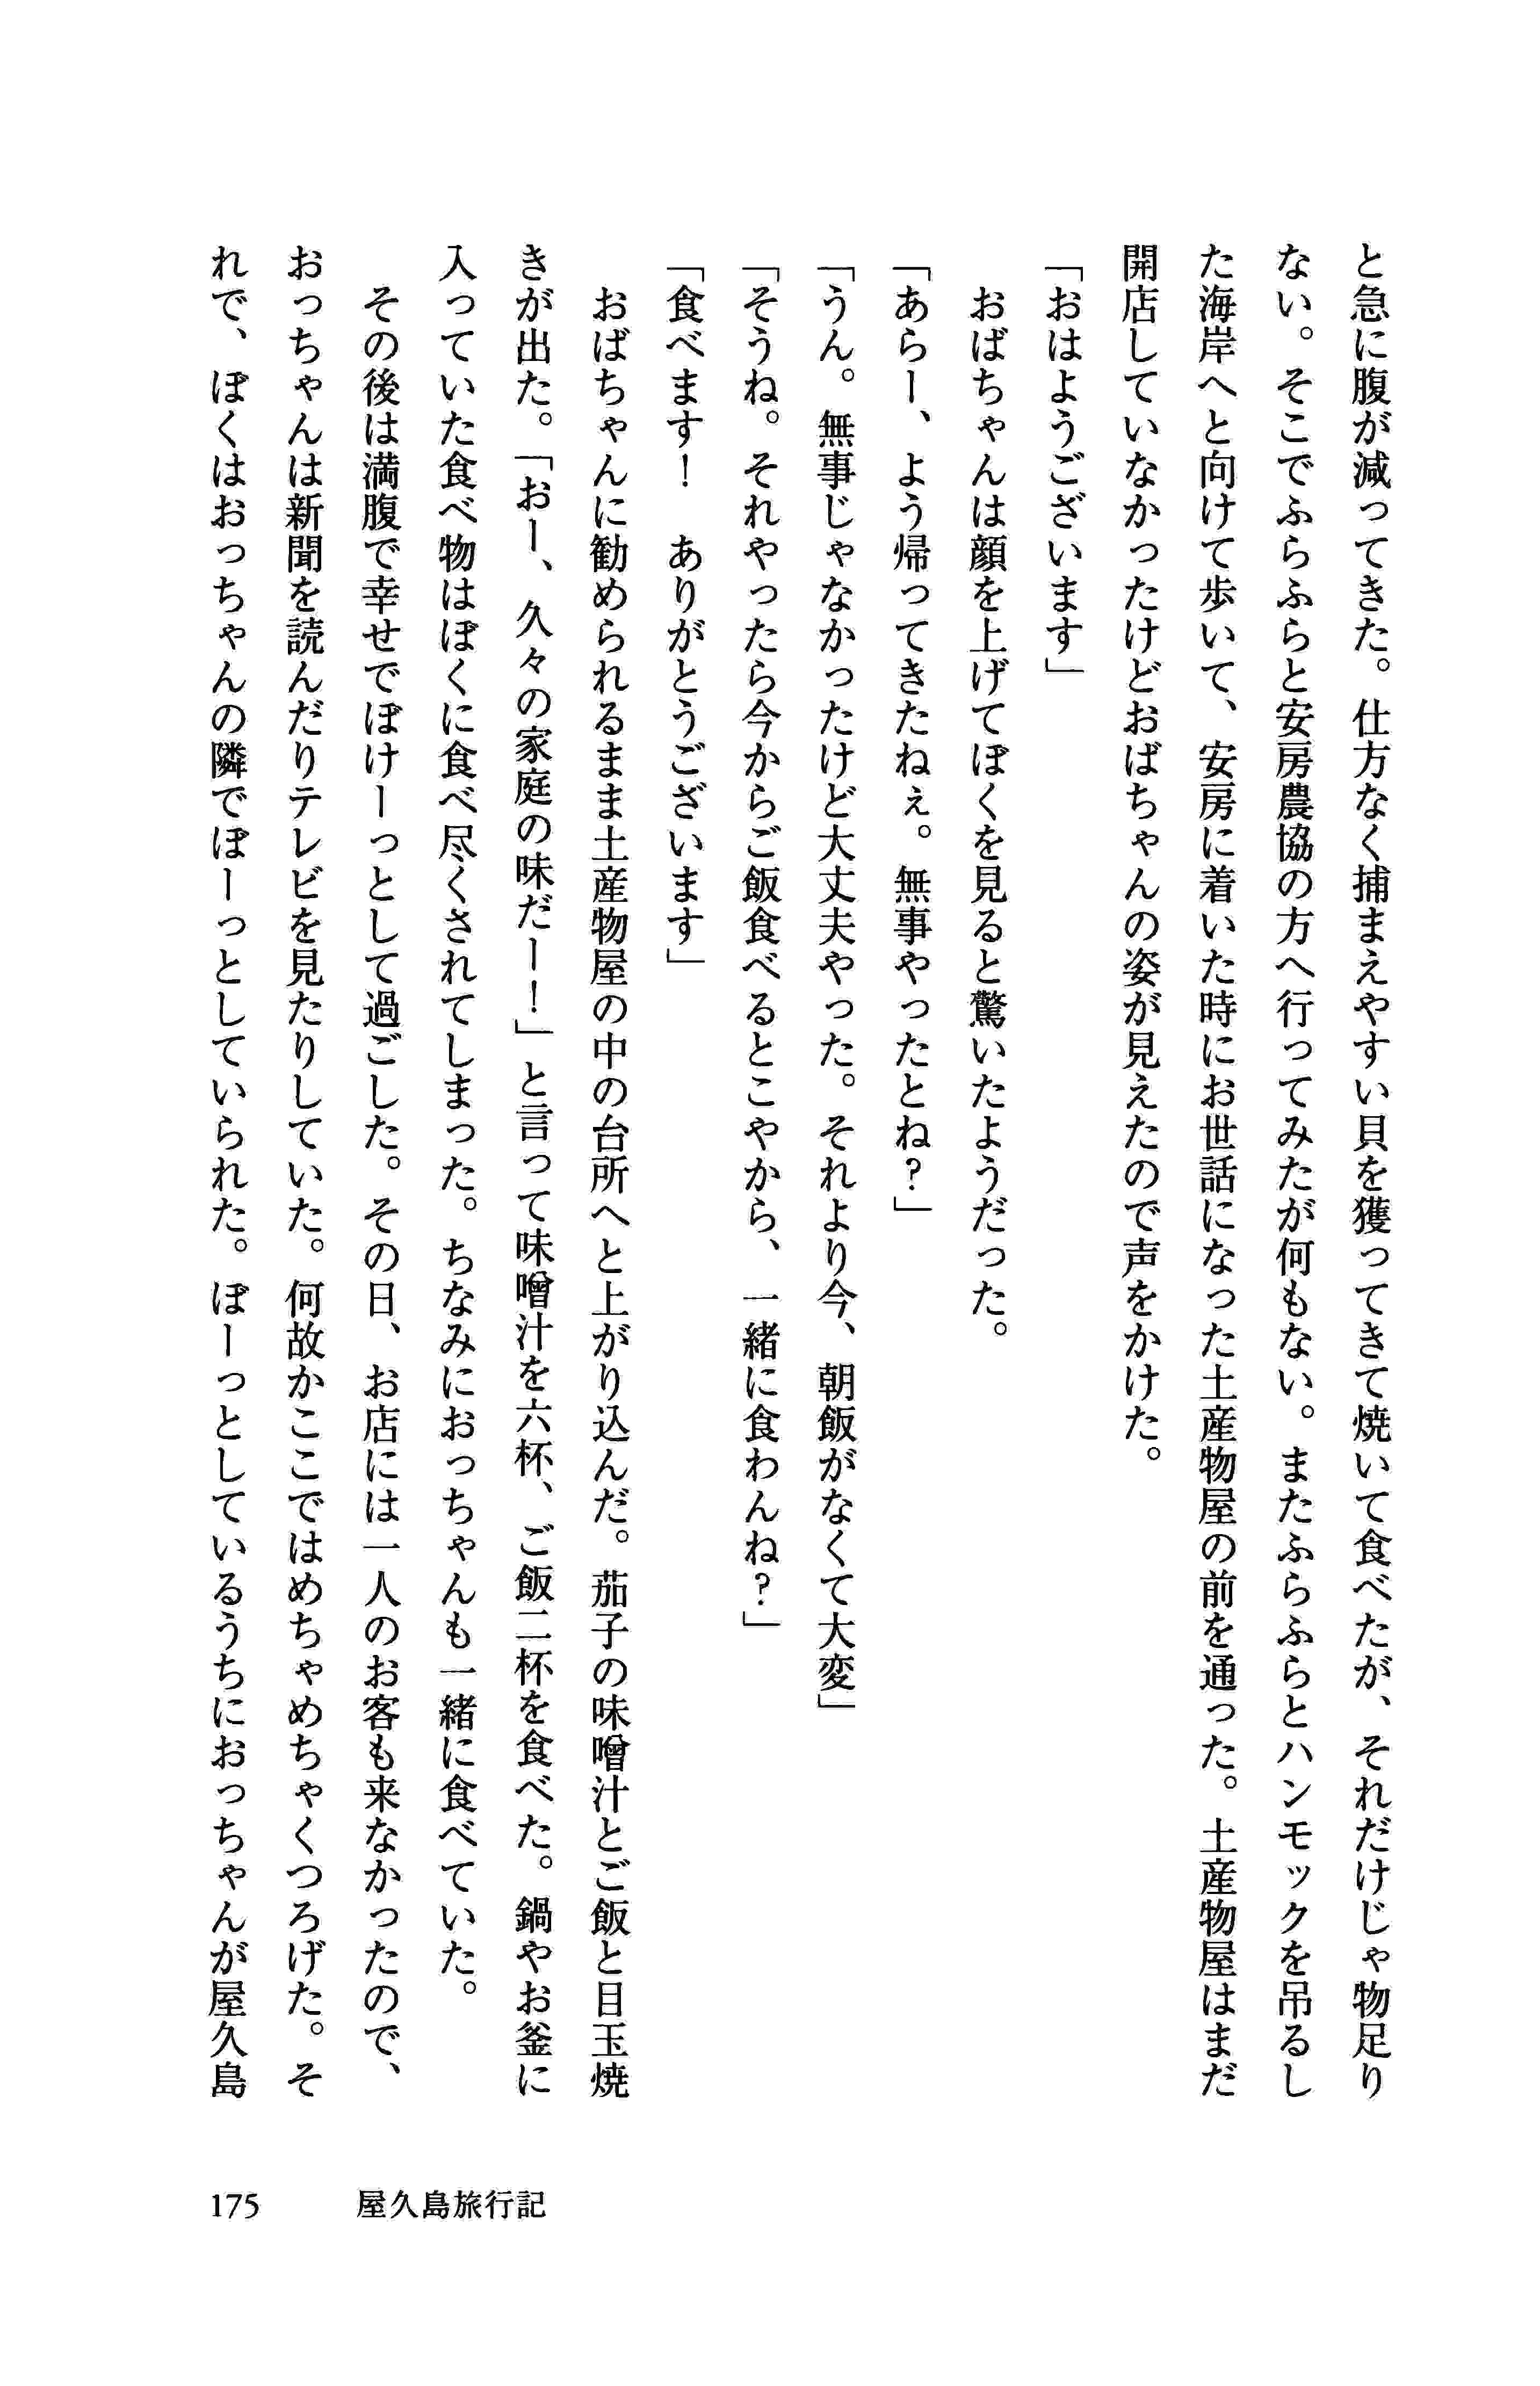 と急に腹が減ってきた。仕方なく捕まえやすい貝を獲ってきて焼いて食べたが、それだけじゃ物足り
ない。そこでふらふらと安房農協の方へ行ってみたが何もない。またふらふらとハンモックを吊るし
た海岸へと向けて歩いて、安房に着いた時にお世話になった土産物屋の前を通った。土産物屋はまだ
開店していなかったけどおばちゃんの姿が見えたので声をかけた。
「おはようございます」
　おばちゃんは顔を上げてぼくを見ると驚いたようだった。
「あらー、よう帰ってきたねぇ。無事やったとね？」
「うん。無事じゃなかったけど大丈夫やった。それより今、朝飯がなくて大変」
「そうね。それやったら今からご飯食べるとこやから、一緒に食わんね？」
「食べます！　ありがとうございます」
　おばちゃんに勧められるまま土産物屋の中の台所へと上がり込んだ。茄子の味噌汁とご飯と目玉焼
きが出た。「おー、久々の家庭の味だー！」と言って味噌汁を六杯、ご飯二杯を食べた。鍋やお釜に
入っていた食べ物はぼくに食べ尽くされてしまった。ちなみにおっちゃんも一緒に食べていた。
　その後は満腹で幸せでぼけーっとして過ごした。その日、お店には一人のお客も来なかったので、
おっちゃんは新聞を読んだりテレビを見たりしていた。何故かここではめちゃめちゃくつろげた。そ
れで、ぼくはおっちゃんの隣でぼーっとしていられた。ぼーっとしているうちにおっちゃんが屋久島
175　屋久島旅行記